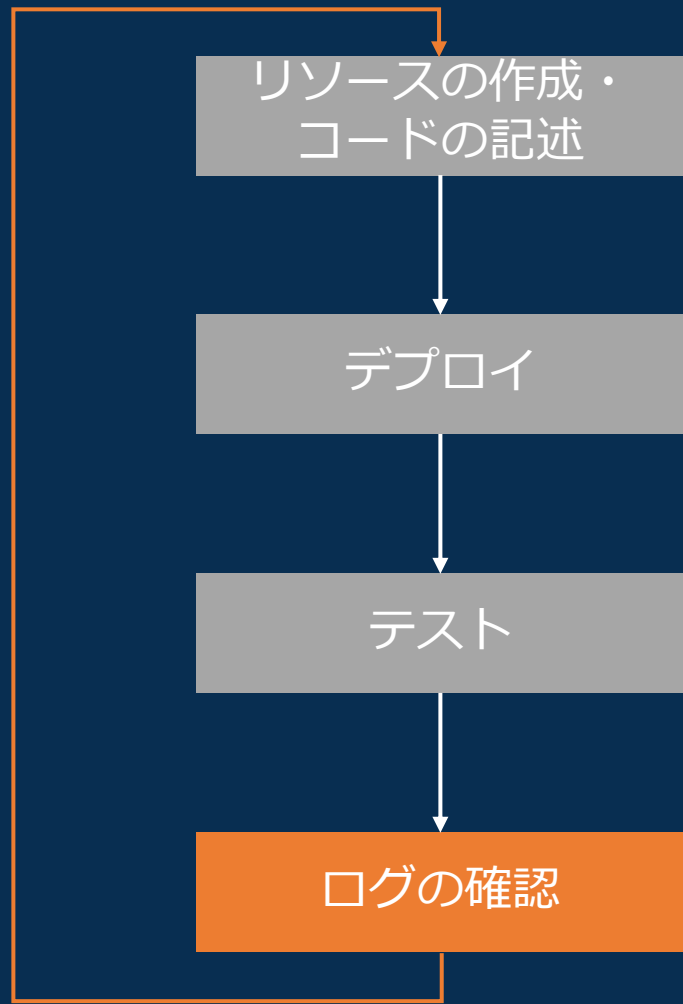 リソースの作成・
コードの記述
デプロイ
テスト
ログの確認